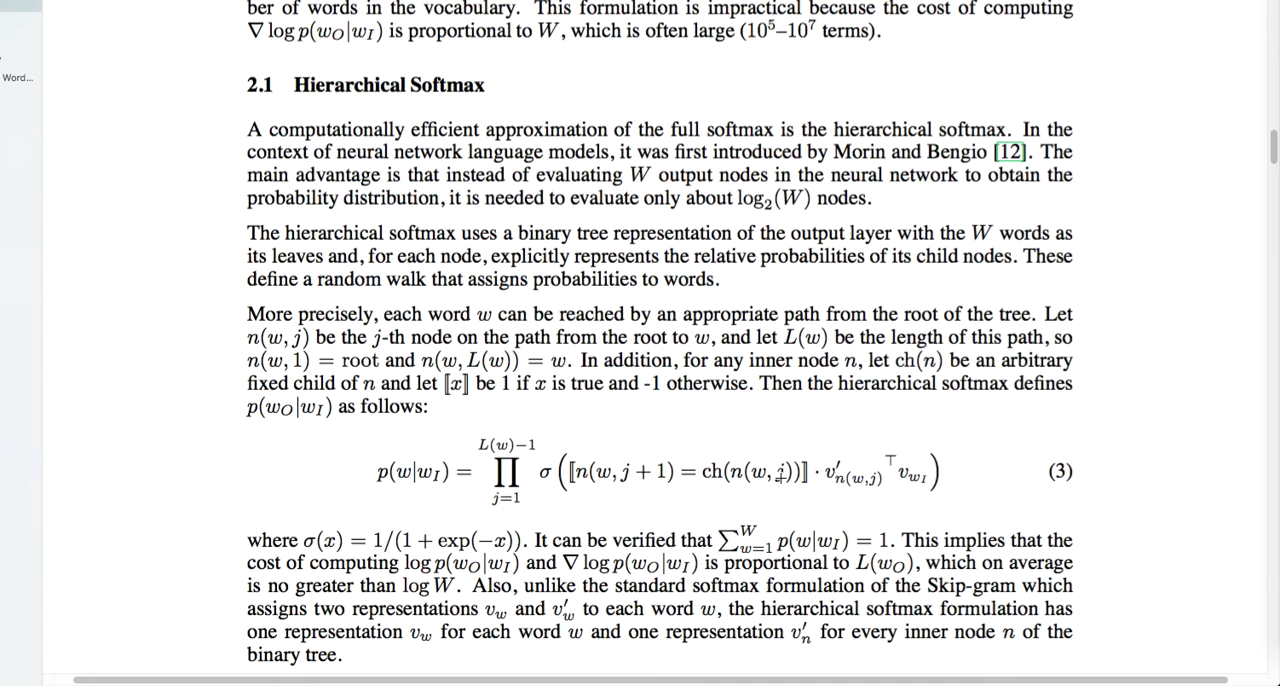 ber of words in the vocabulary. This formulation is impractical because the cost of computing
∇ log p(w_O|w_I) is proportional to W, which is often large (10^5–10^7 terms).
Word...
2.1 Hierarchical Softmax
A computationally efficient approximation of the full softmax is the hierarchical softmax. In the
context of neural network language models, it was first introduced by Morin and Bengio [12]. The
main advantage is that instead of evaluating W output nodes in the neural network to obtain the
probability distribution, it is needed to evaluate only about log_2(W) nodes.
The hierarchical softmax uses a binary tree representation of the output layer with the W words as
its leaves and, for each node, explicitly represents the relative probabilities of its child nodes. These
define a random walk that assigns probabilities to words.
More precisely, each word w can be reached by an appropriate path from the root of the tree. Let
n(w, j) be the j-th node on the path from the root to w, and let L(w) be the length of this path, so
n(w, 1) = root and n(w, L(w)) = w. In addition, for any inner node n, let ch(n) be an arbitrary
fixed child of n and let ⟦x⟧ be 1 if x is true and -1 otherwise. Then the hierarchical softmax defines
p(w_O|w_I) as follows:
p(w|w_I) = ∏_{j=1}^{L(w)−1} σ(⟦n(w, j + 1) = ch(n(w, j))⟧ · v′_{n(w,j)}^⊤ v_{w_I}) (3)
where σ(x) = 1/(1 + exp(−x)). It can be verified that ∑_{w=1}^{W} p(w|w_I) = 1. This implies that the
cost of computing log p(w_O|w_I) and ∇ log p(w_O|w_I) is proportional to L(w_O), which on average
is no greater than log W. Also, unlike the standard softmax formulation of the Skip-gram which
assigns two representations v_w and v′_w to each word w, the hierarchical softmax formulation has
one representation v_w for each word w and one representation v′_n for every inner node n of the
binary tree.